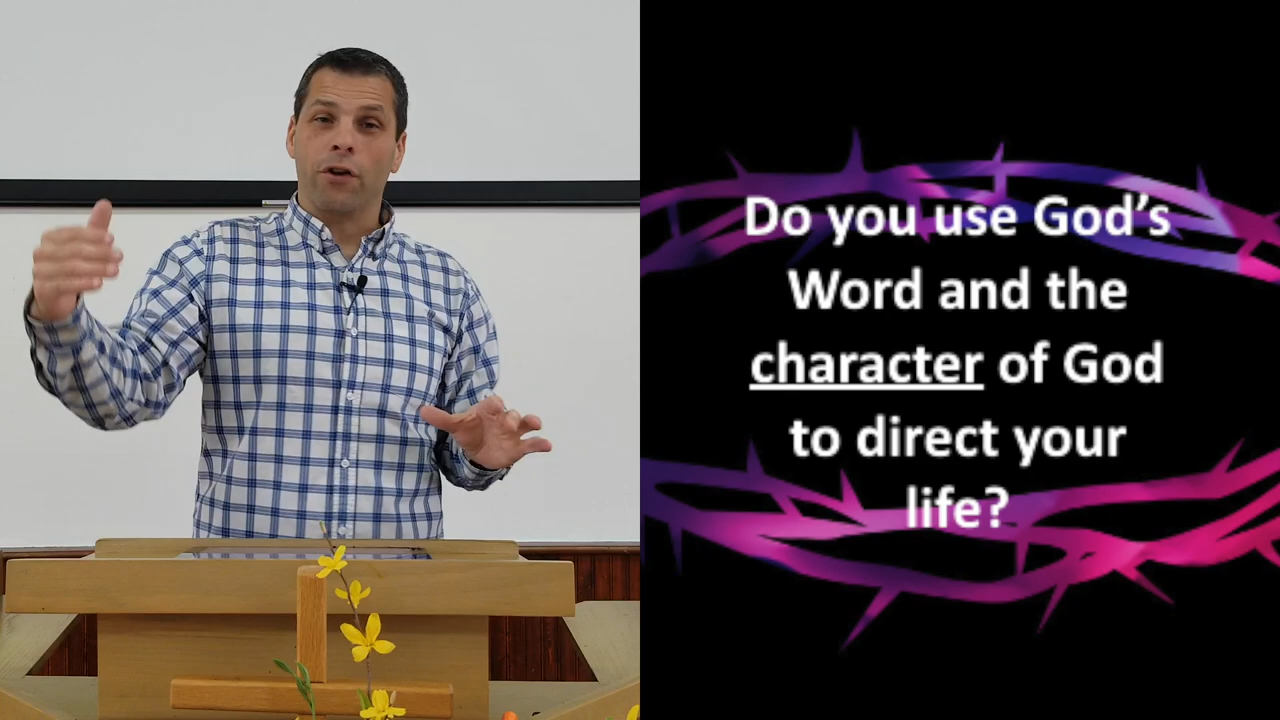 Do you use God’s
Word and the
character of God
to direct your
life?